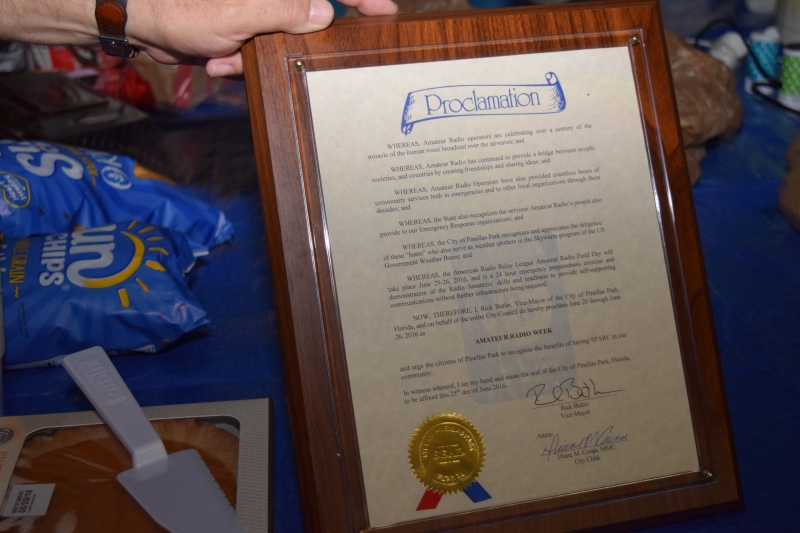 Proclamation
WHEREAS, Amateur Radio operators are celebrating over a century of the
miracle of the human voice broadcast over the airwaves; and
WHEREAS, Amateur Radio has continued to provide a bridge between people,
societies, and countries by creating friendships and sharing ideas; and
WHEREAS, Amateur Radio Operators have also provided countless hours of
community services both in emergencies and to other local organizations through these
decades; and
WHEREAS, the State also recognizes the services Amateur Radio's people also
provide to our Emergency Response organizations; and
WHEREAS, the City of Pinellas Park recognizes and appreciates the diligence
of these "hams" who also serve as weather spotters in the Skywarn program of the US
Government Weather Bureau; and
WHEREAS, the American Radio Relay League Amateur Radio Field Day will
take place June 25-26, 2016, and is a 24 hour emergency preparedness exercise and
demonstration of the Radio Amateurs' skills and readiness to provide self-supporting
communications without further infrastructure being required.
NOW, THEREFORE, I, Rick Butler, Vice-Mayor of the City of Pinellas Park,
Florida, and on behalf of the entire City Council do hereby proclaim June 20 through June
26, 2016 as
AMATEUR RADIO WEEK
and urge the citizens of Pinellas Park to recognize the benefits of having SPARC in our
community.
In witness whereof, I set my hand and cause the seal of the City of Pinellas Park, Florida,
to be affixed this 25th day of June 2016.
Rick Butler
Vice-Mayor
Attest:
Diane M. Corna, MMC
City Clerk
SEAL
Sun
CHIPS